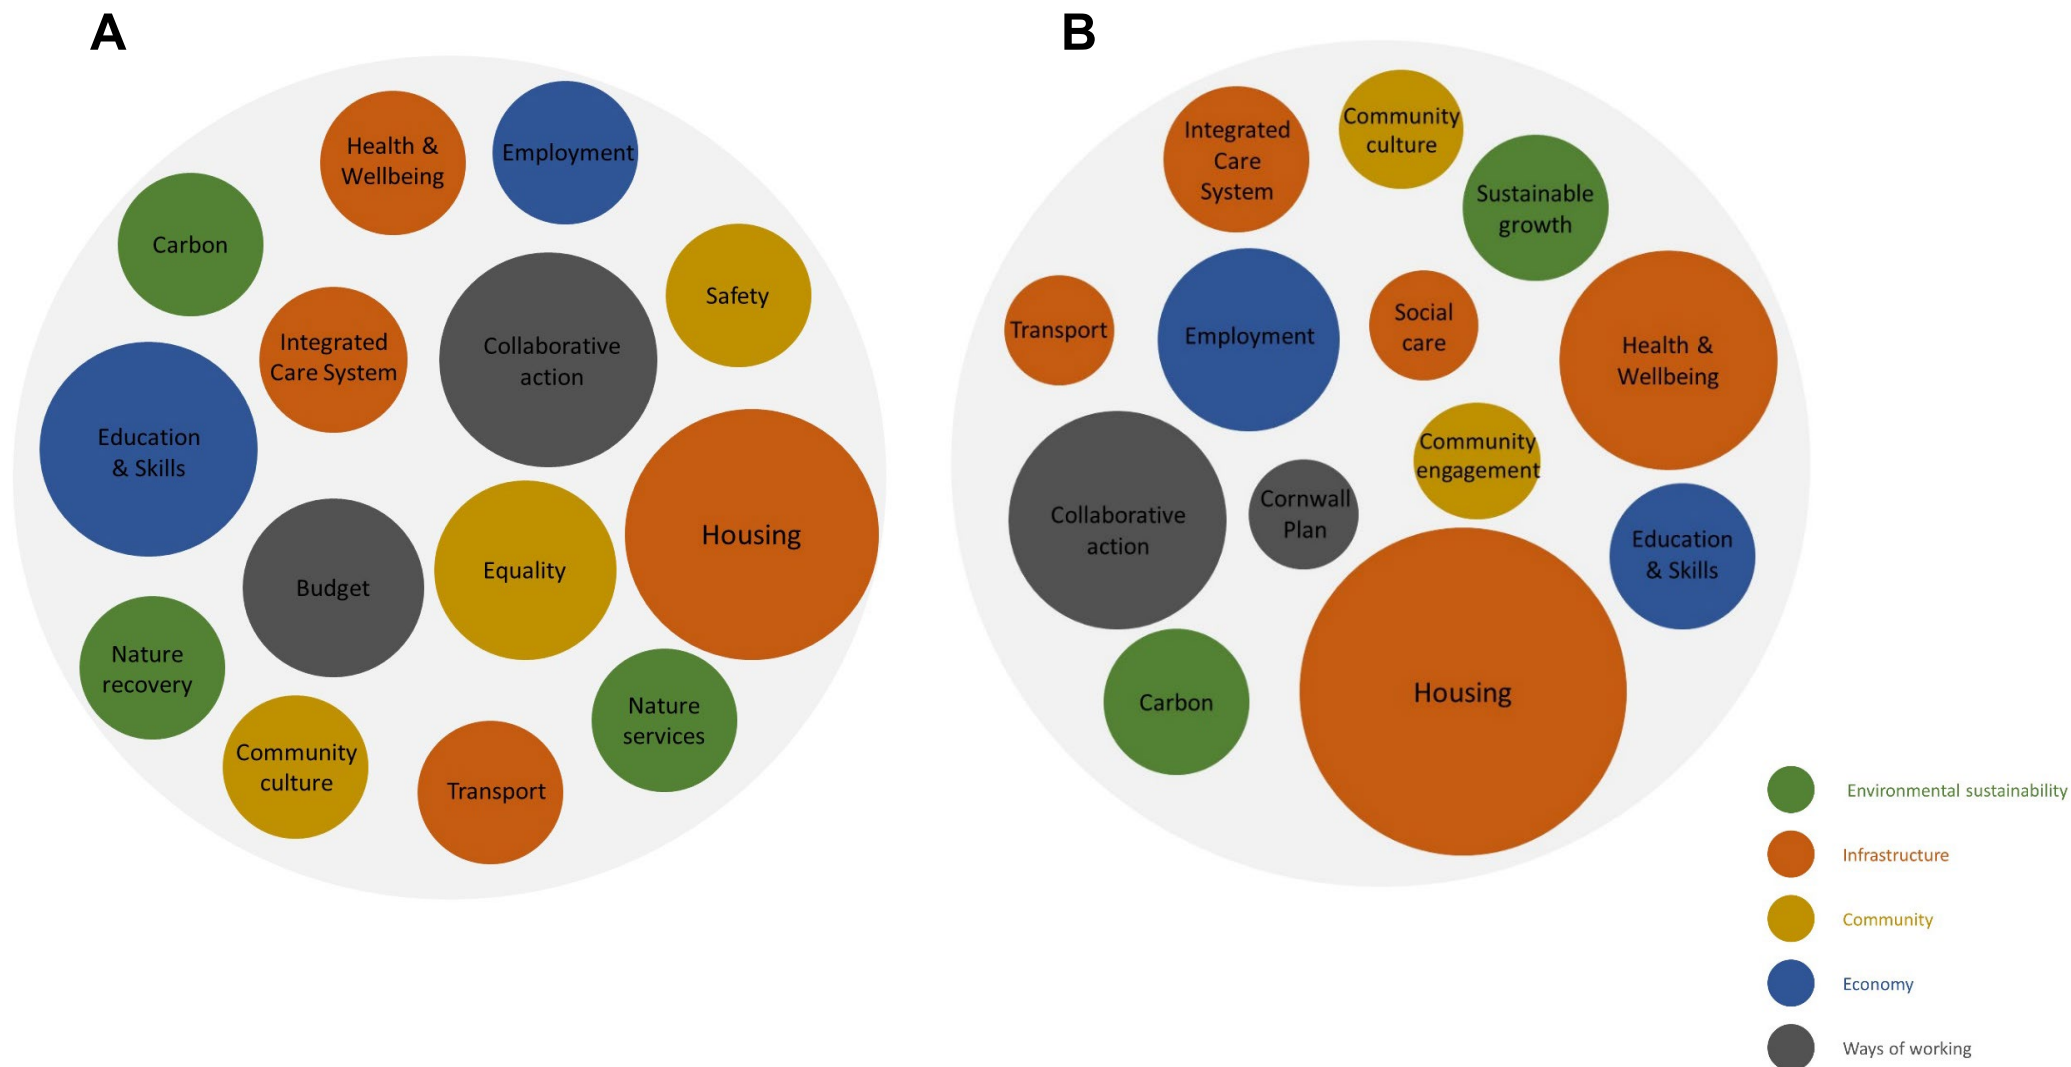 A
Health &
Wellbeing
Employment
Carbon
Safety
Integrated
Care System
Collaborative
action
Education
& Skills
Housing
Budget
Equality
Nature
recovery
Nature
services
Community
culture
Transport
B
Integrated
Care
System
Community
culture
Sustainable
growth
Transport
Employment
Social
care
Health &
Wellbeing
Community
engagement
Collaborative
action
Cornwall
Plan
Education
& Skills
Carbon
Housing
Environmental sustainability
Infrastructure
Community
Economy
Ways of working